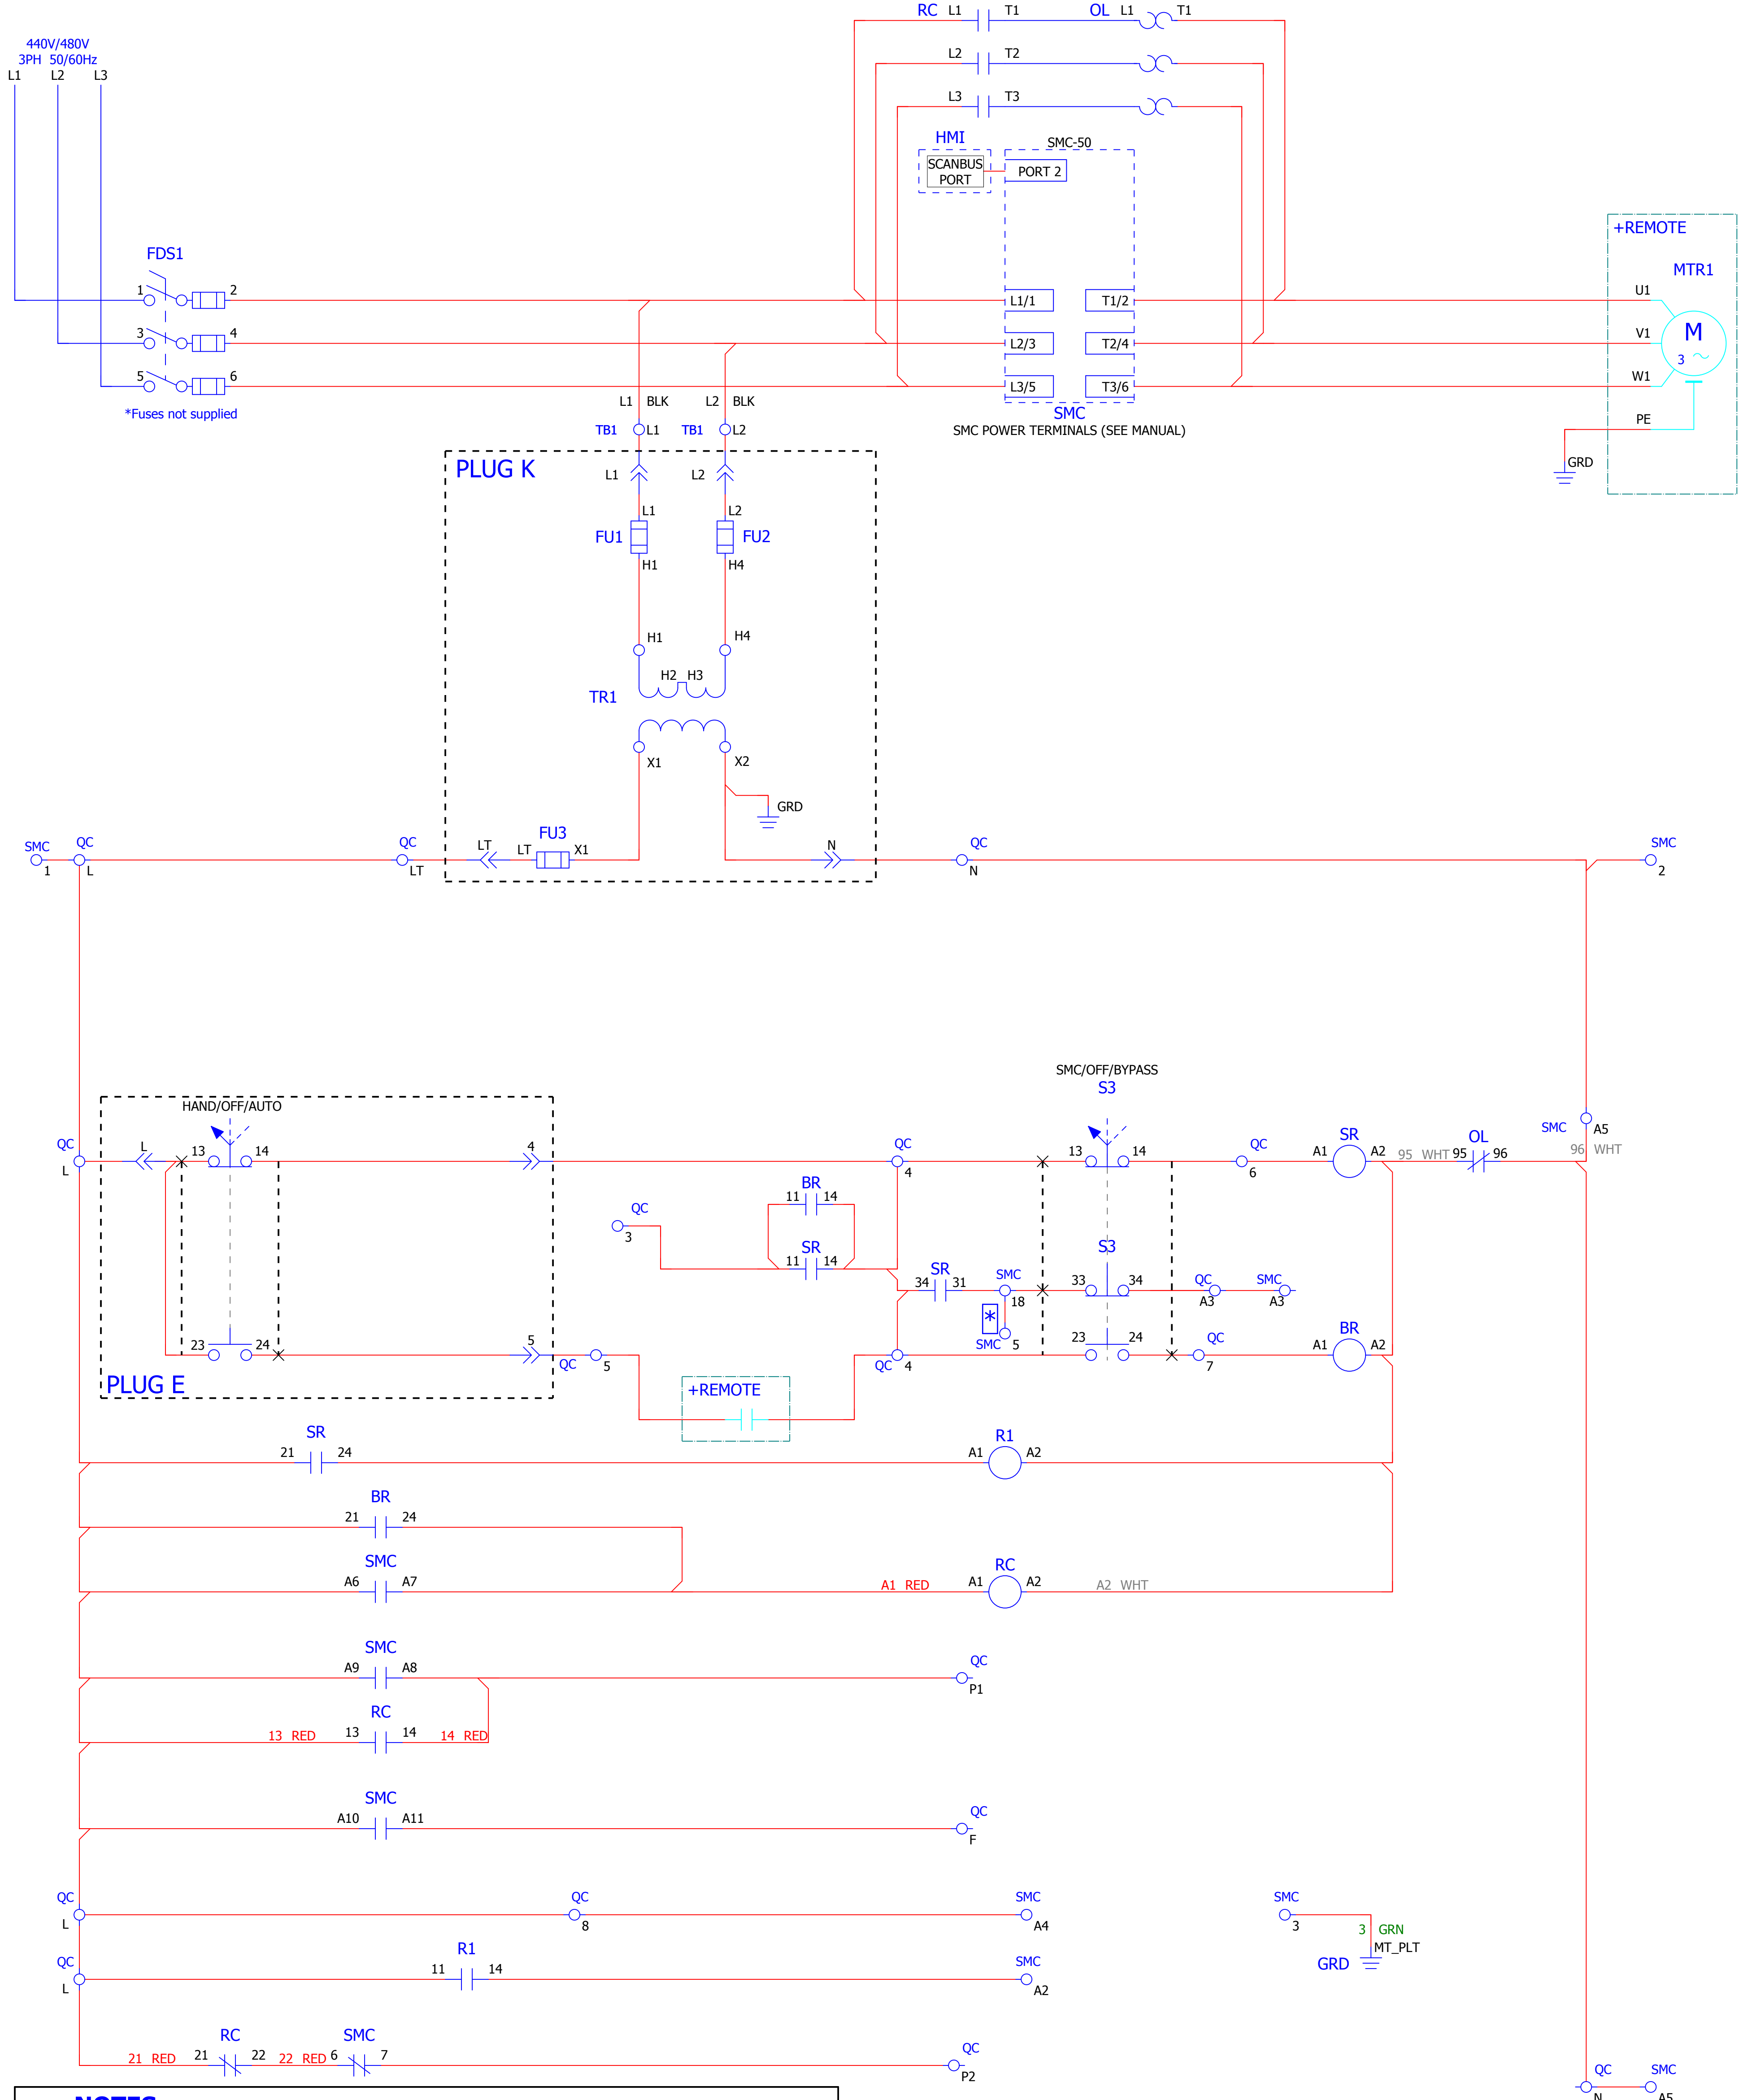 RC L1 T1 OL L1 T1
440V/480V
3PH 50/60Hz
L1 L2 L3
L2 T2
L3 T3
HMI
SMC-50
SCANBUS
PORT
PORT 2
+REMOTE
MTR1
FDS1
1 2
L1/1 T1/2
U1
3 4
L2/3 T2/4
V1
M
3
5 6
L3/5 T3/6
W1
*Fuses not supplied
L1 BLK L2 BLK
SMC
PE
TB1 L1 TB1 L2
SMC POWER TERMINALS (SEE MANUAL)
PLUG K
L1 L2
GRD
L1 L2
FU1 FU2
H1 H4
H1 H4
H2 H3
TR1
X1 X2
GRD
FU3
SMC QC QC LT LT X1 N QC SMC
1 L LT N 2
SMC/OFF/BYPASS
S3
HAND/OFF/AUTO
SMC A5
QC L 13 14 4 QC 13 14 QC SR OL
A1 A2 95 WHT 95 96 96 WHT
L 4 6
BR
11 14
QC
3
SR
11 14
S3
SR
34 31 SMC 33 34 QC SMC
18 A3 A3
*
SMC 5
23 24 5 23 24 QC A1 BR A2
QC 5 QC 4 7
PLUG E
+REMOTE
SR
21 24
R1
A1 A2
BR
21 24
SMC
A6 A7
RC
A1 RED A1 A2 A2 WHT
SMC
A9 A8
QC
P1
RC
13 RED 13 14 14 RED
SMC
A10 A11
QC
F
QC QC SMC SMC
L 8 A4 3
3 GRN
MT_PLT
GRD
QC R1 SMC
11 14
L A2
RC SMC
21 RED 21 22 22 RED 6 7
QC
P2
QC SMC
N A5
NOTES